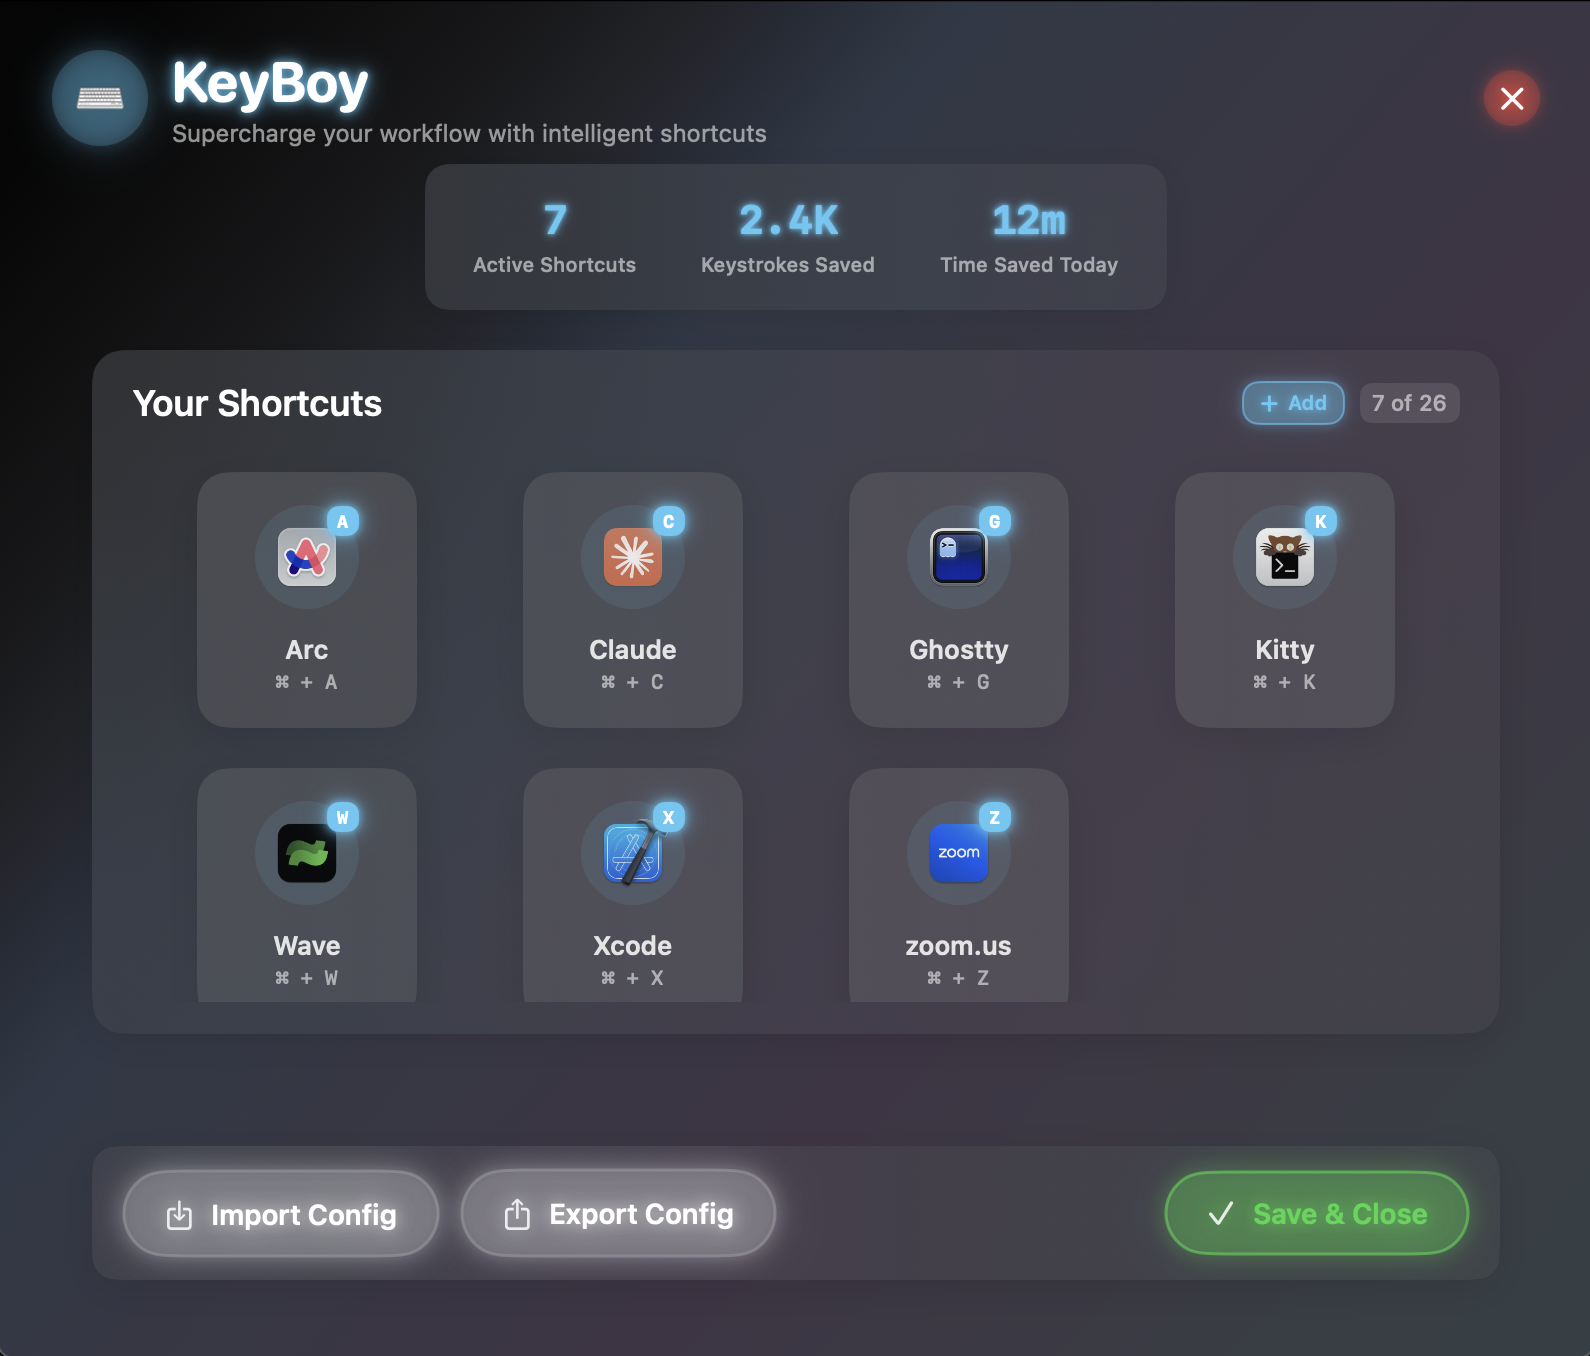 KeyBoy
Supercharge your workflow with intelligent shortcuts
7
Active Shortcuts
2.4K
Keystrokes Saved
12m
Time Saved Today
Your Shortcuts
+ Add
7 of 26
A
Arc
⌘ + A
C
Claude
⌘ + C
G
Ghostty
⌘ + G
K
>_
Kitty
⌘ + K
W
Wave
⌘ + W
X
Xcode
⌘ + X
Z
zoom
zoom.us
⌘ + Z
Import Config
Export Config
Save & Close